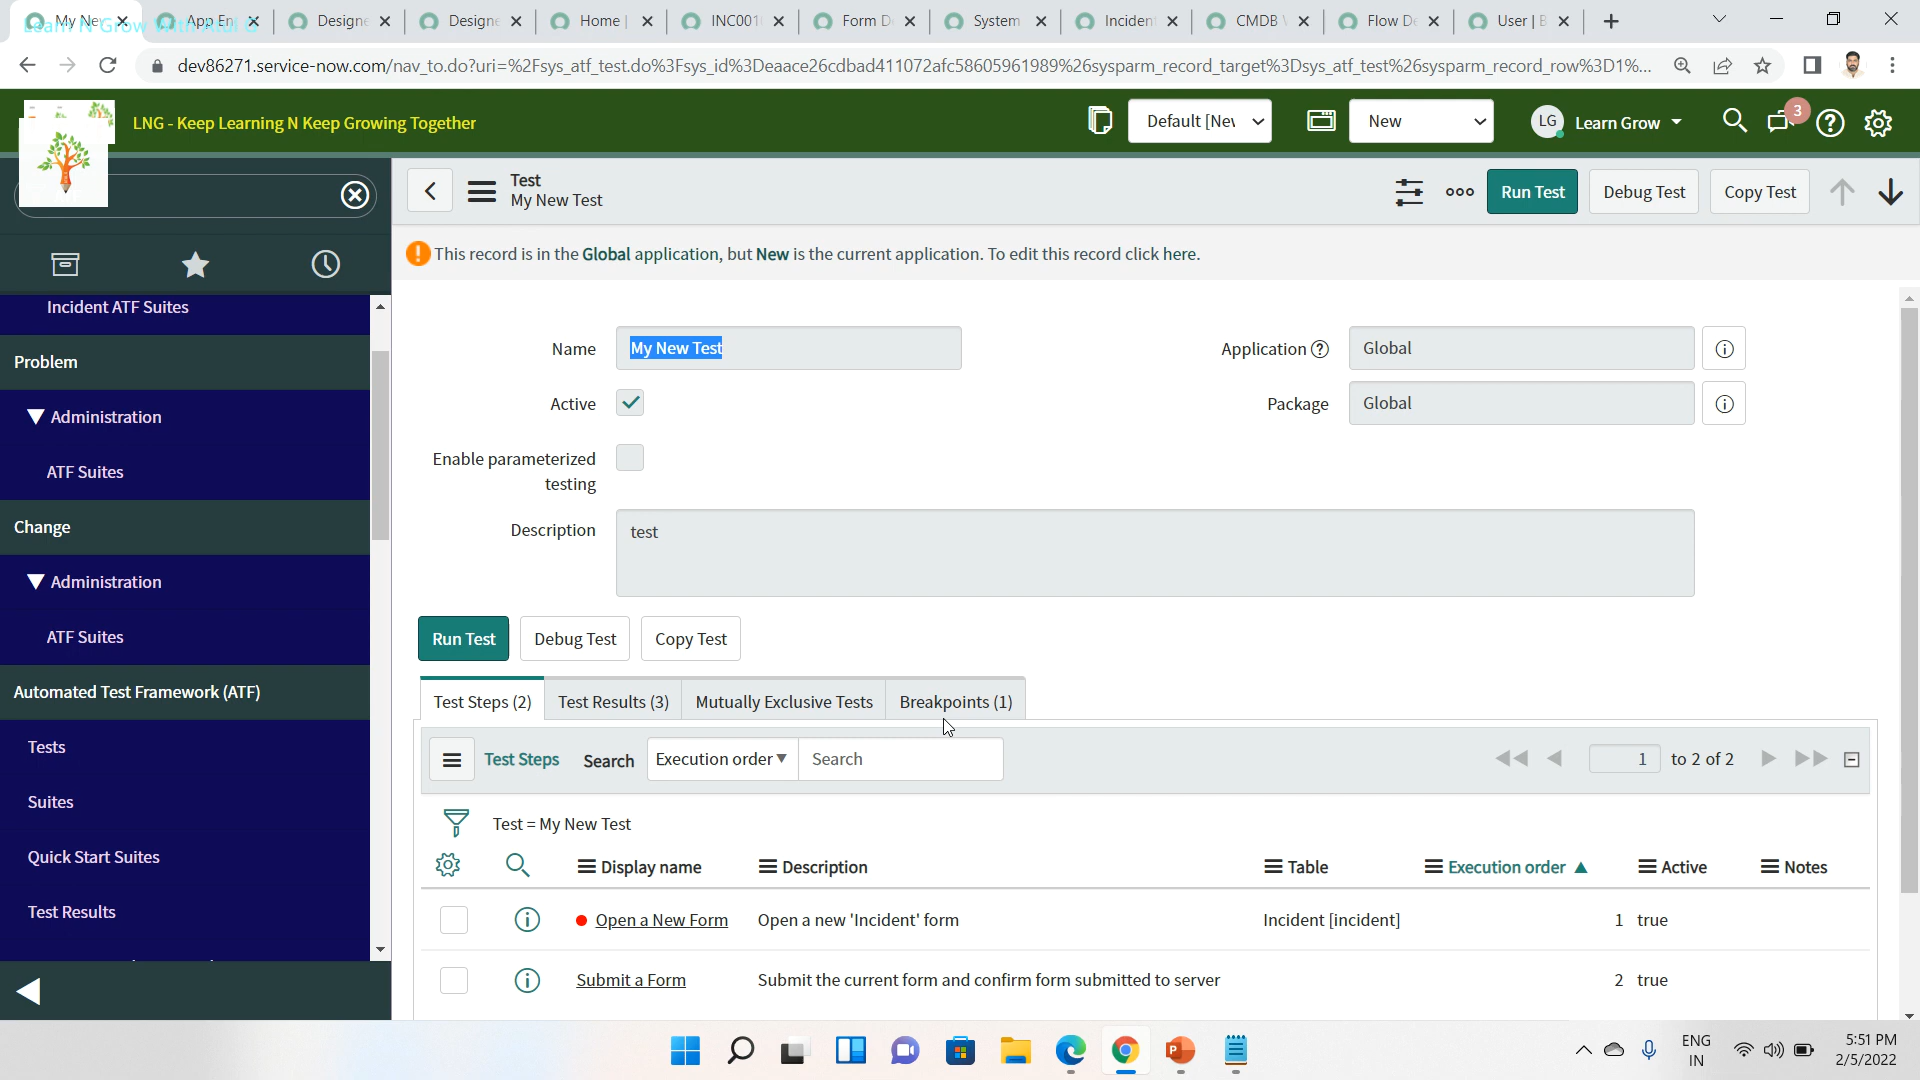 My Ne
App En
Designe
Designe
Home |
INC001
Form D
System
Inciden
CMDB
Flow De
User | B
Learn N Grow With Atul G
dev86271.service-now.com/nav_to.do?uri=%2Fsys_atf_test.do%3Fsys_id%3Deaace26cdbad411072afc58605961989%26sysparm_record_target%3Dsys_atf_test%26sysparm_record_row%3D1%...
LNG - Keep Learning N Keep Growing Together
Default [Nev
New
LG
Learn Grow
3
Test
My New Test
Run Test
Debug Test
Copy Test
This record is in the Global application, but New is the current application. To edit this record click here.
Incident ATF Suites
Problem
Administration
ATF Suites
Change
Administration
ATF Suites
Automated Test Framework (ATF)
Tests
Suites
Quick Start Suites
Test Results
Name
My New Test
Application
Global
Active
Package
Global
Enable parameterized
testing
Description
test
Run Test
Debug Test
Copy Test
Test Steps (2)
Test Results (3)
Mutually Exclusive Tests
Breakpoints (1)
Test Steps
Search
Execution order
Search
1
to 2 of 2
Test = My New Test
Display name
Description
Table
Execution order
Active
Notes
Open a New Form
Open a new 'Incident' form
Incident [incident]
1
true
Submit a Form
Submit the current form and confirm form submitted to server
2
true
ENG
IN
5:51 PM
2/5/2022